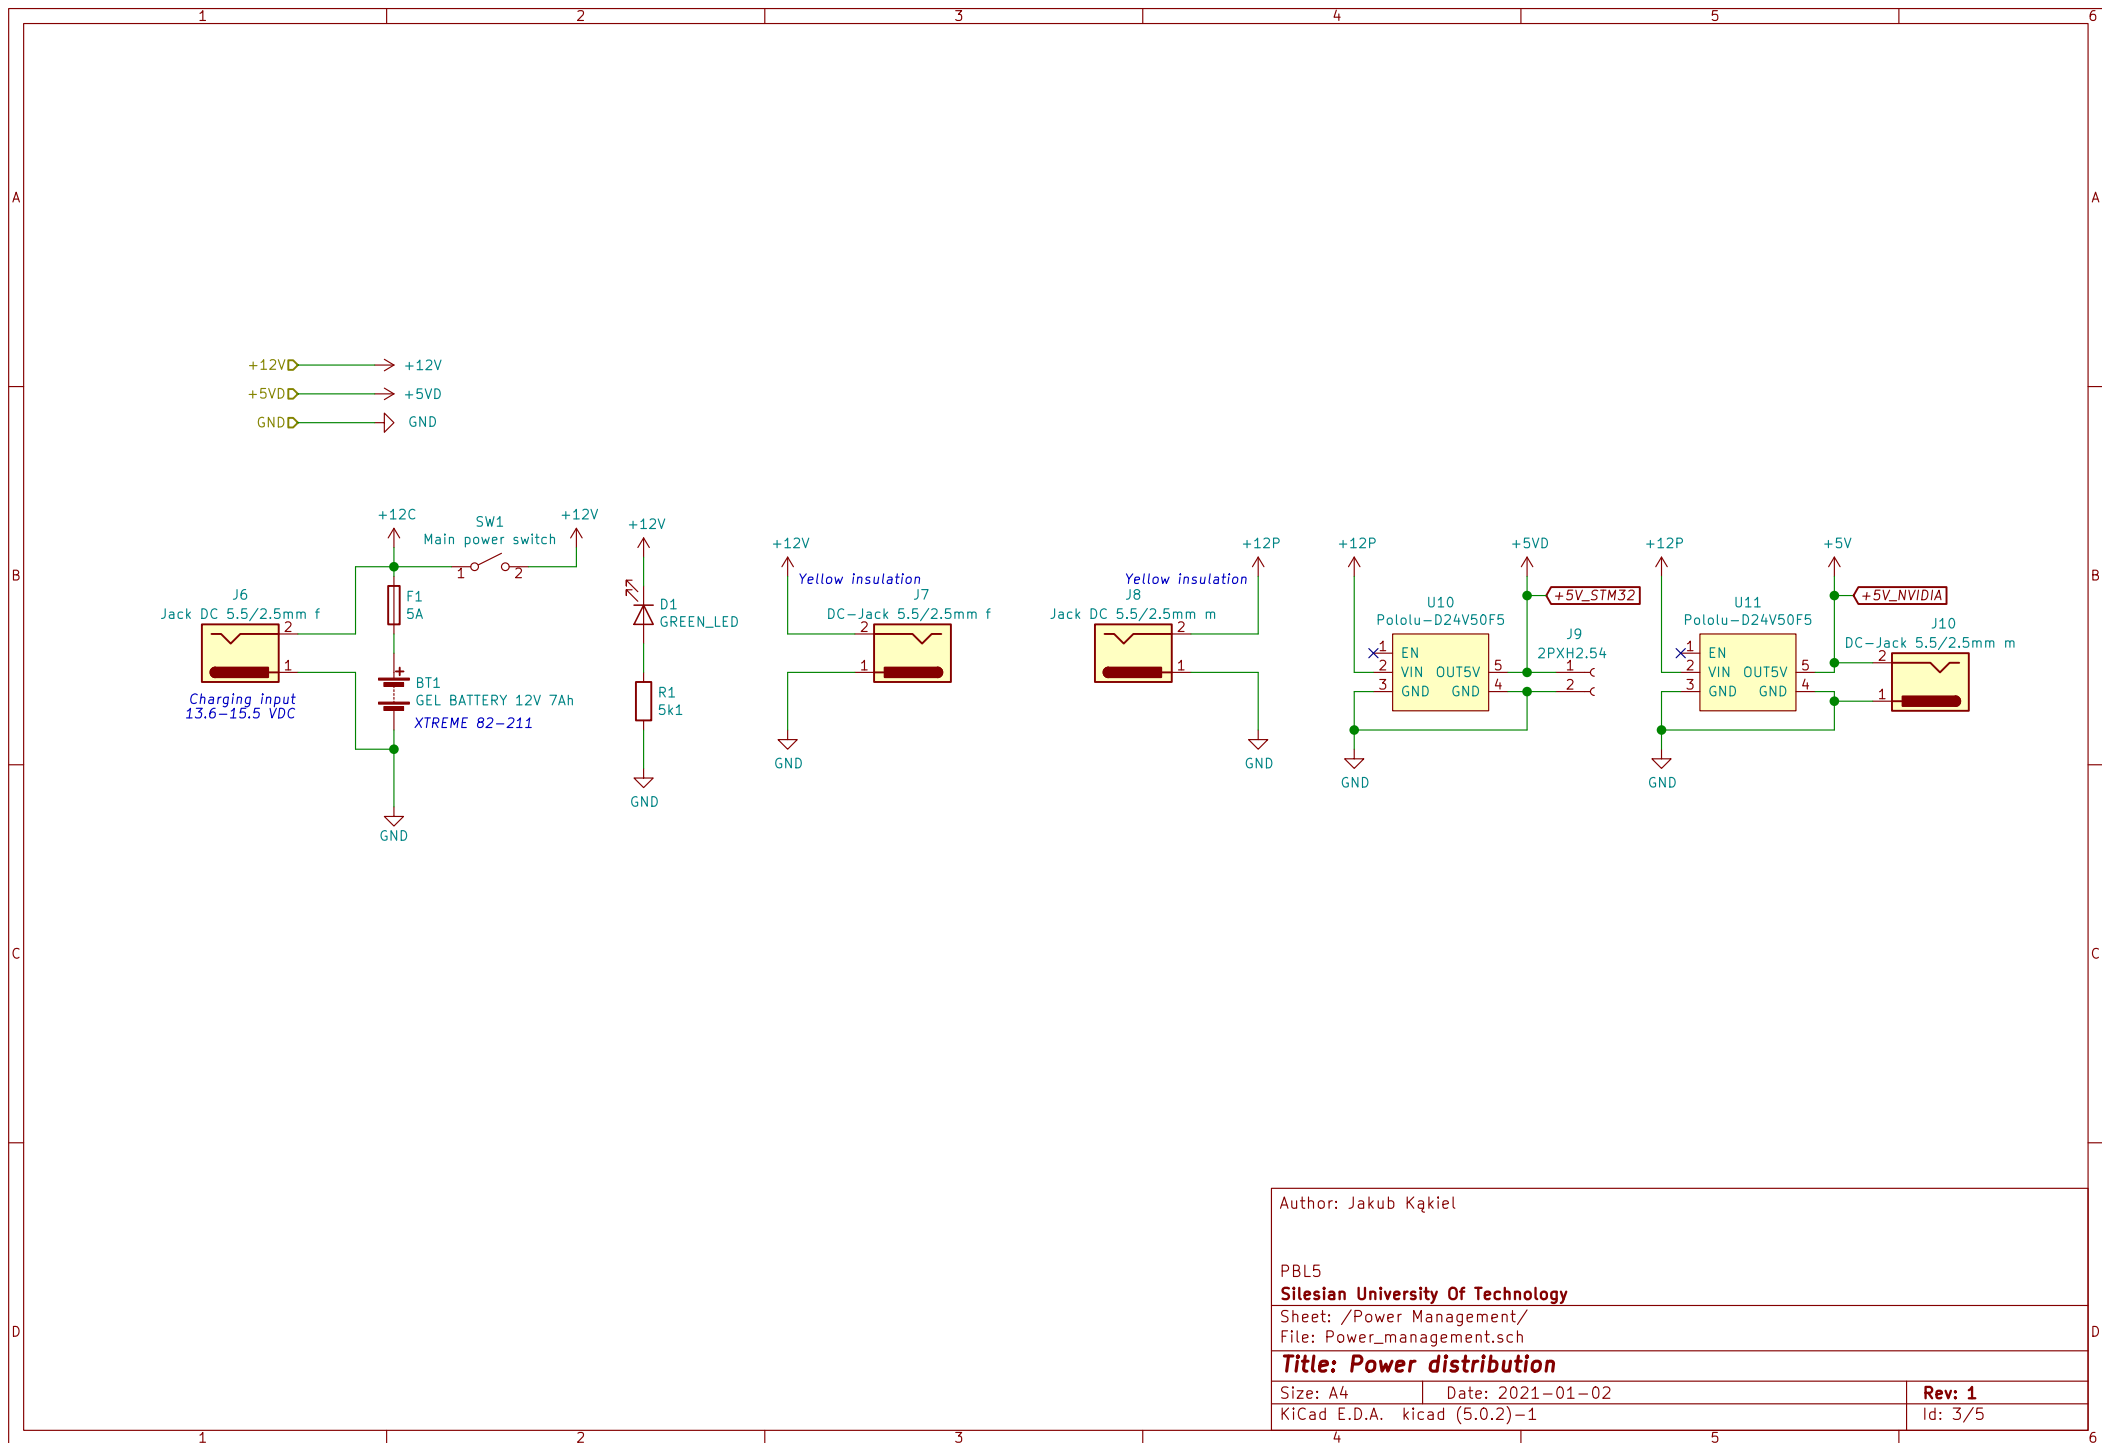 1 2 3 4 5 6
A A
+12V +12V
+5VD +5VD
GND GND
B B
+12C
SW1
Main power switch
1 2
+12V
F1
5A
J6
Jack DC 5.5/2.5mm f
2
1
Charging input
13.6-15.5 VDC
+
BT1
GEL BATTERY 12V 7Ah
XTREME 82-211
GND
+12V
D1
GREEN_LED
R1
5k1
GND
+12V
Yellow insulation
J7
DC-Jack 5.5/2.5mm f
2
1
GND
+12P
Yellow insulation
J8
Jack DC 5.5/2.5mm m
2
1
GND
+12P
+5VD
+5V_STM32
U10
Pololu-D24V50F5
1 EN
2 VIN OUT5V 5
3 GND GND 4
J9
2PXH2.54
1
2
GND
+12P
+5V
+5V_NVIDIA
U11
Pololu-D24V50F5
1 EN
2 VIN OUT5V 5
3 GND GND 4
J10
DC-Jack 5.5/2.5mm m
2
1
GND
C C
D D
Author: Jakub Kąkiel
PBL5
Silesian University Of Technology
Sheet: /Power Management/
File: Power_management.sch
Title: Power distribution
Size: A4 Date: 2021-01-02 Rev: 1
KiCad E.D.A. kicad (5.0.2)-1 Id: 3/5
1 2 3 4 5 6